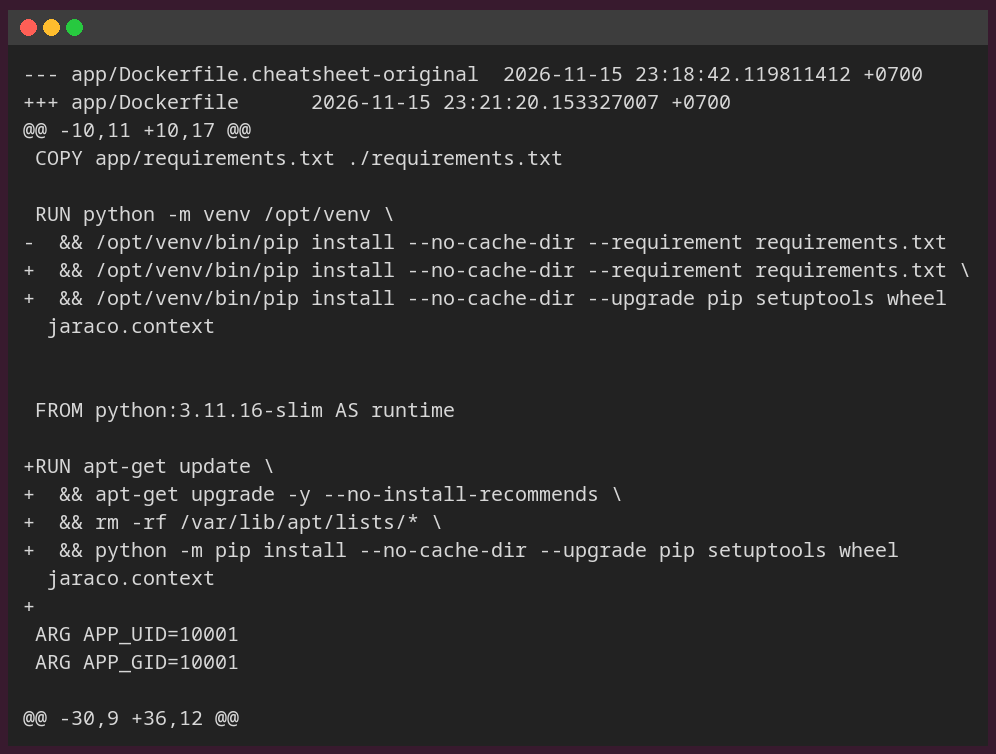 --- app/Dockerfile.cheatsheet-original  2026-11-15 23:18:42.119811412 +0700
+++ app/Dockerfile      2026-11-15 23:21:20.153327007 +0700
@@ -10,11 +10,17 @@
 COPY app/requirements.txt ./requirements.txt

 RUN python -m venv /opt/venv \
-  && /opt/venv/bin/pip install --no-cache-dir --requirement requirements.txt
+  && /opt/venv/bin/pip install --no-cache-dir --requirement requirements.txt \
+  && /opt/venv/bin/pip install --no-cache-dir --upgrade pip setuptools wheel
  jaraco.context


 FROM python:3.11.16-slim AS runtime

+RUN apt-get update \
+  && apt-get upgrade -y --no-install-recommends \
+  && rm -rf /var/lib/apt/lists/* \
+  && python -m pip install --no-cache-dir --upgrade pip setuptools wheel
  jaraco.context
+
 ARG APP_UID=10001
 ARG APP_GID=10001

@@ -30,9 +36,12 @@